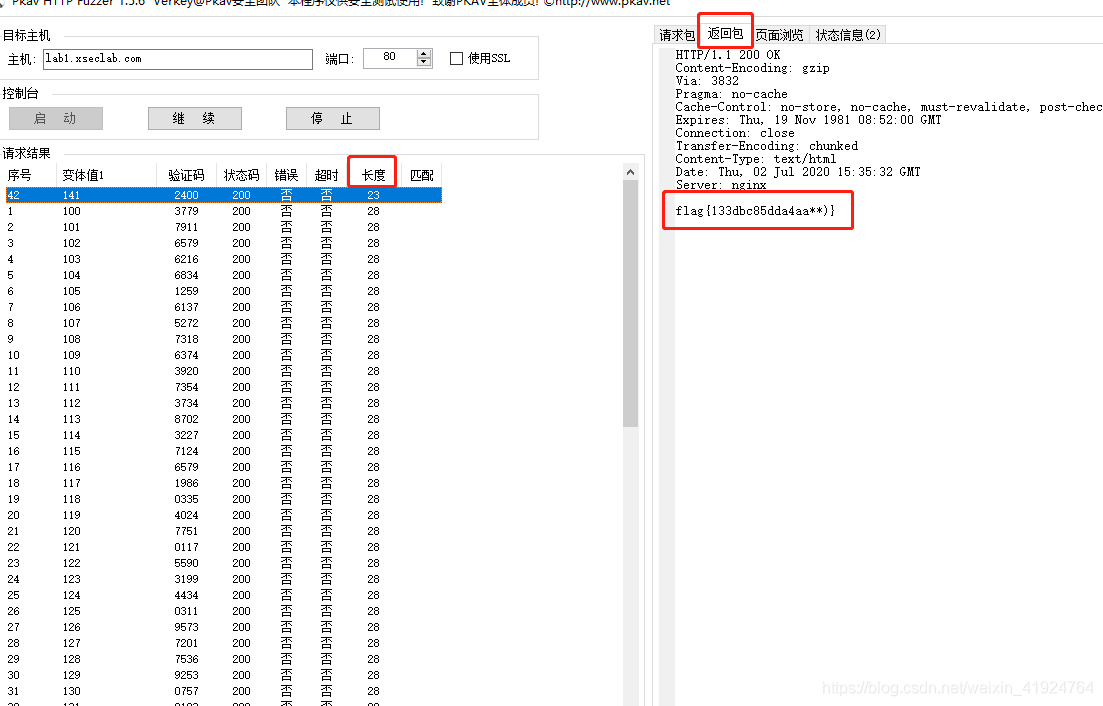 Pkav HTTP Fuzzer 1.5.6 Verkey@Pkav安全团队 本程序仅供安全测试使用! 致谢PKAV全体成员! ©http://www.pkav.net
目标主机
主机: lab1.xseclab.com 端口: 80 使用SSL
控制台
启 动 继 续 停 止
请求结果
序号 变体值1 验证码 状态码 错误 超时 长度 匹配
42 141 2400 200 否 否 23
1 100 3779 200 否 否 28
2 101 7911 200 否 否 28
3 102 6579 200 否 否 28
4 103 6216 200 否 否 28
5 104 6834 200 否 否 28
6 105 1259 200 否 否 28
7 106 6137 200 否 否 28
8 107 5272 200 否 否 28
9 108 7318 200 否 否 28
10 109 6374 200 否 否 28
11 110 3920 200 否 否 28
12 111 7354 200 否 否 28
13 112 3734 200 否 否 28
14 113 8702 200 否 否 28
15 114 3227 200 否 否 28
16 115 7124 200 否 否 28
17 116 6579 200 否 否 28
18 117 1986 200 否 否 28
19 118 0335 200 否 否 28
20 119 4024 200 否 否 28
21 120 7751 200 否 否 28
22 121 0117 200 否 否 28
23 122 5590 200 否 否 28
24 123 3199 200 否 否 28
25 124 4434 200 否 否 28
26 125 0311 200 否 否 28
27 126 9573 200 否 否 28
28 127 7201 200 否 否 28
29 128 7536 200 否 否 28
30 129 9253 200 否 否 28
31 130 0757 200 否 否 28
请求包 返回包 页面浏览 状态信息(2)
HTTP/1.1 200 OK
Content-Encoding: gzip
Via: 3832
Pragma: no-cache
Cache-Control: no-store, no-cache, must-revalidate, post-chec
Expires: Thu, 19 Nov 1981 08:52:00 GMT
Connection: close
Transfer-Encoding: chunked
Content-Type: text/html
Date: Thu, 02 Jul 2020 15:35:32 GMT
Server: nginx
flag{133dbc85dda4aa**)}
https://blog.csdn.net/weixin_41924764